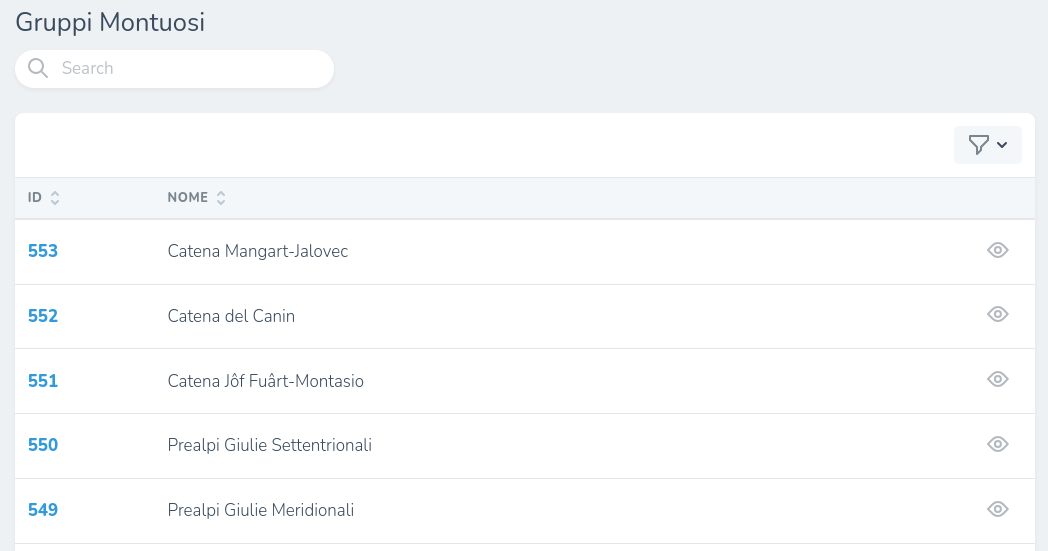 Gruppi Montuosi
Search
ID NOME
553 Catena Mangart-Jalovec
552 Catena del Canin
551 Catena Jôf Fuârt-Montasio
550 Prealpi Giulie Settentrionali
549 Prealpi Giulie Meridionali